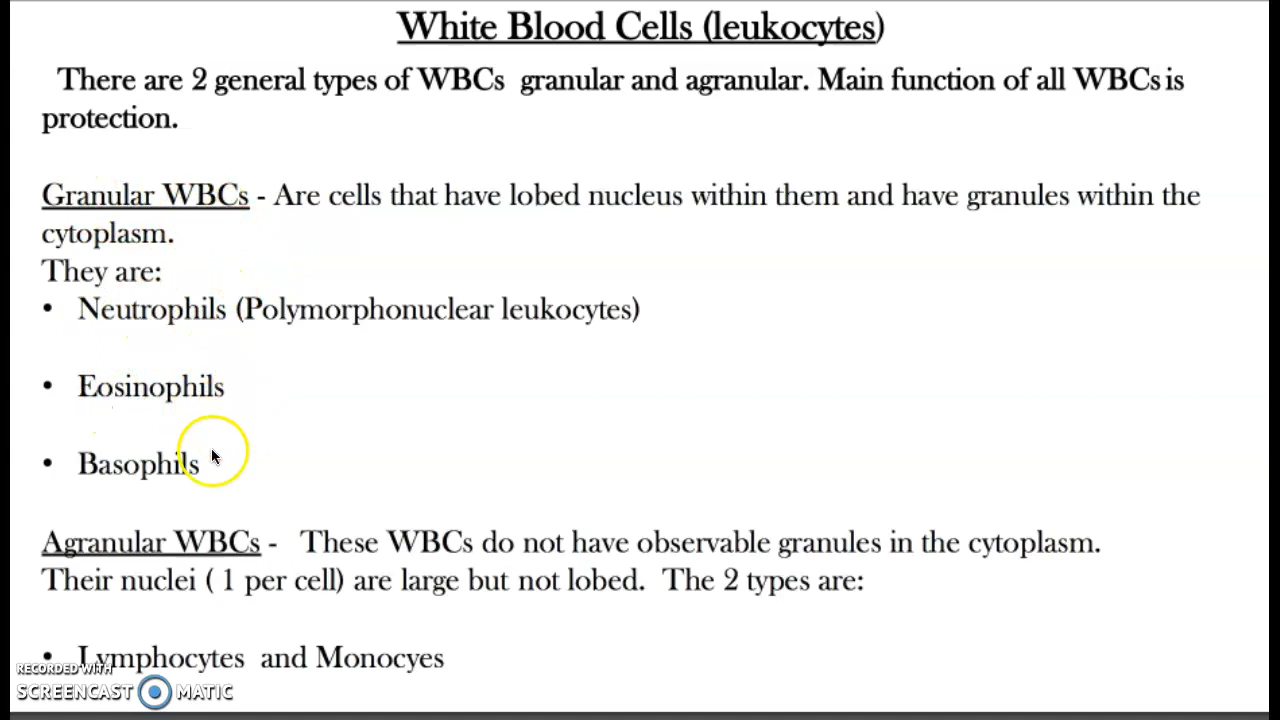 White Blood Cells (leukocytes)
There are 2 general types of WBCs granular and agranular. Main function of all WBCs is
protection.
Granular WBCs - Are cells that have lobed nucleus within them and have granules within the
cytoplasm.
They are:
• Neutrophils (Polymorphonuclear leukocytes)
• Eosinophils
• Basophils
Agranular WBCs - These WBCs do not have observable granules in the cytoplasm.
Their nuclei ( 1 per cell) are large but not lobed. The 2 types are:
• Lymphocytes and Monocyes
RECORDED WITH
SCREENCAST MATIC